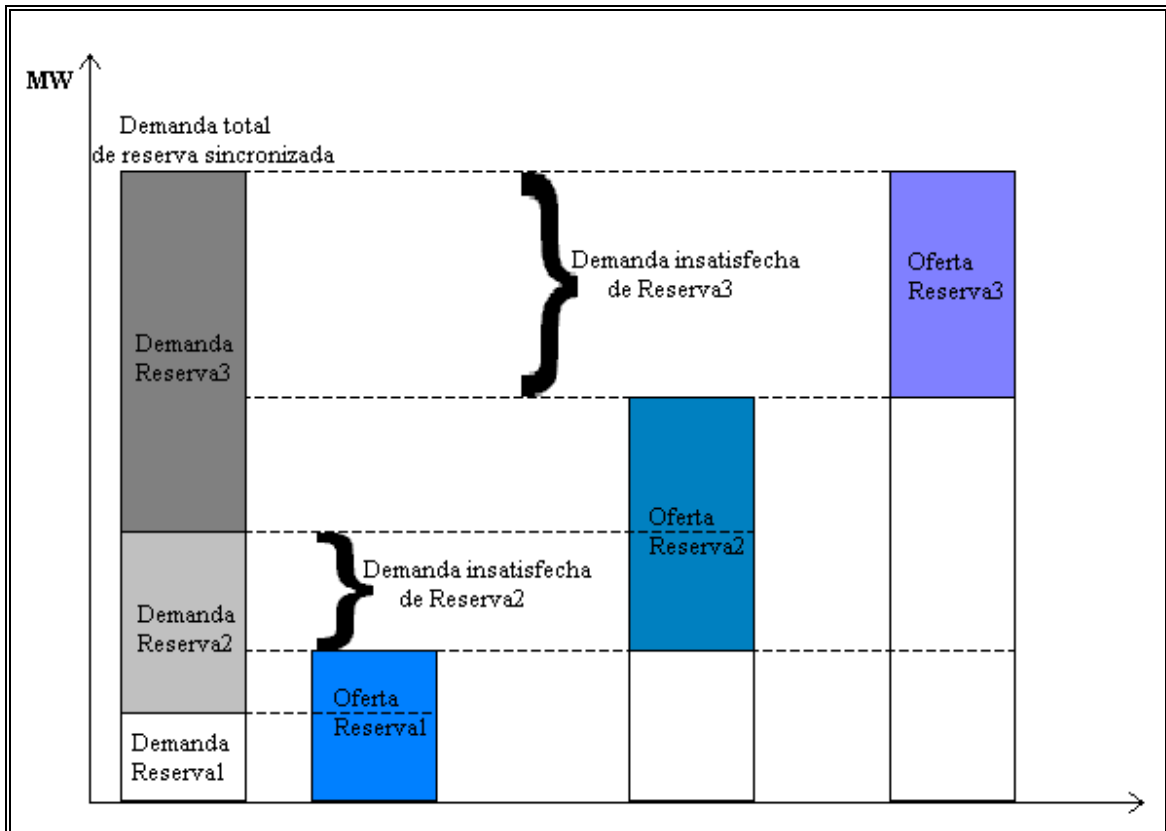 MW
Demanda total
de reserva sincronizada
Demanda insatisfecha
de Reserva3
Oferta
Reserva3
Demanda
Reserva3
Oferta
Reserva2
Demanda insatisfecha
de Reserva2
Demanda
Reserva2
Oferta
Reserva1
Demanda
Reserva1